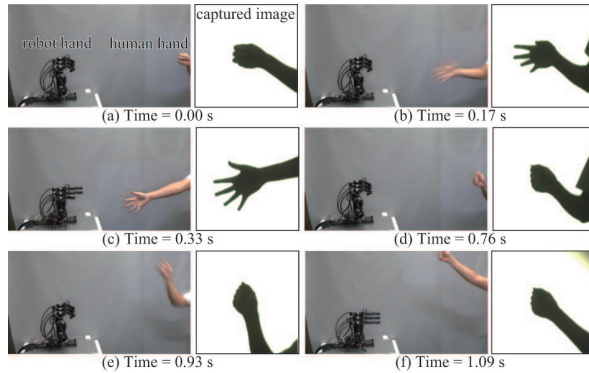 captured image
robot hand human hand
(a) Time = 0.00 s
(b) Time = 0.17 s
(c) Time = 0.33 s
(d) Time = 0.76 s
(e) Time = 0.93 s
(f) Time = 1.09 s